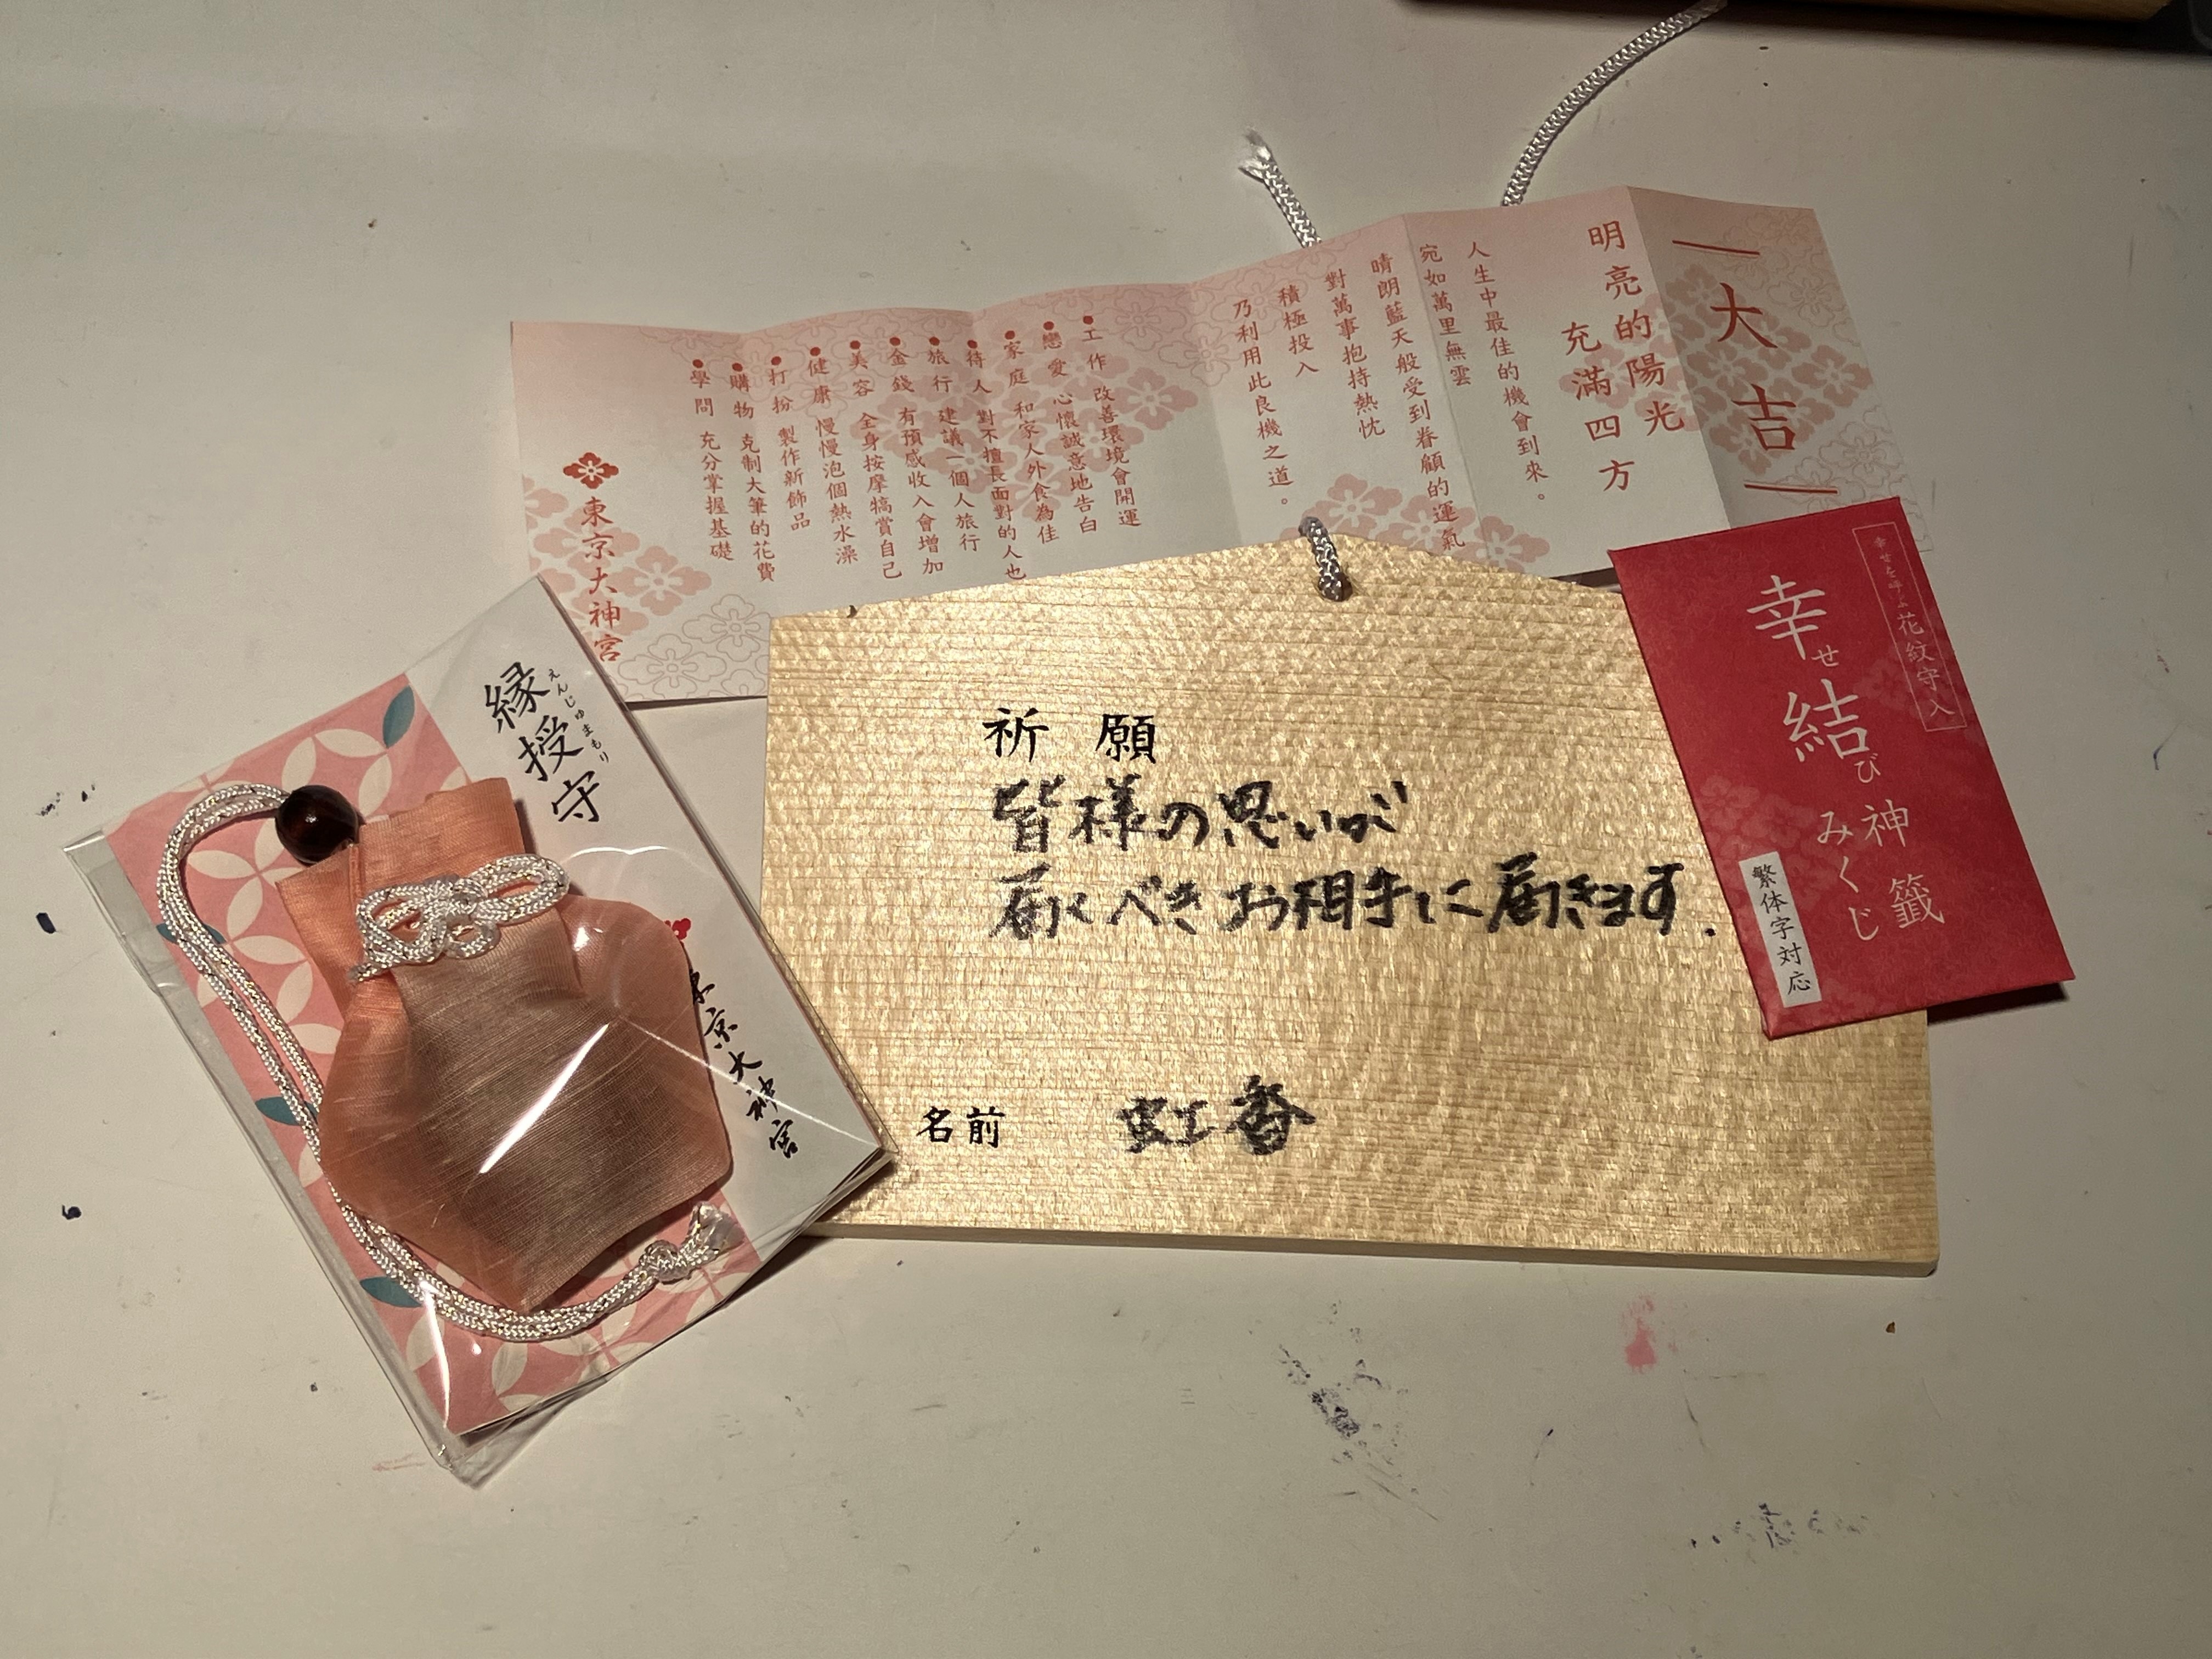 大吉
明亮的陽光
充滿四方
人生中最佳的機會到來。
宛如萬里無雲
晴朗藍天般受到眷顧的運氣
對萬事抱持熱忱
積極投入
乃利用此良機之道。
●工作 改善環境會開運
●戀愛 心懷誠意地告白
●家庭 和家人外食為佳
●待人 對不擅長面對的人也
●旅行 建議一個人旅行
●金錢 有預感收入會增加
●美容 全身按摩犒賞自己
●健康 慢慢泡個熱水澡
●打扮 製作新飾品
●購物 克制大筆的花費
●學問 充分掌握基礎
東京大神宮
幸せを呼ぶ花紋守入
幸せ結び
神籤
みくじ
繁体字対応
縁授守
えんじゅまもり
東京大神宮
祈願
皆様の思いが
届くべきお相手に届きます.
名前 虹番